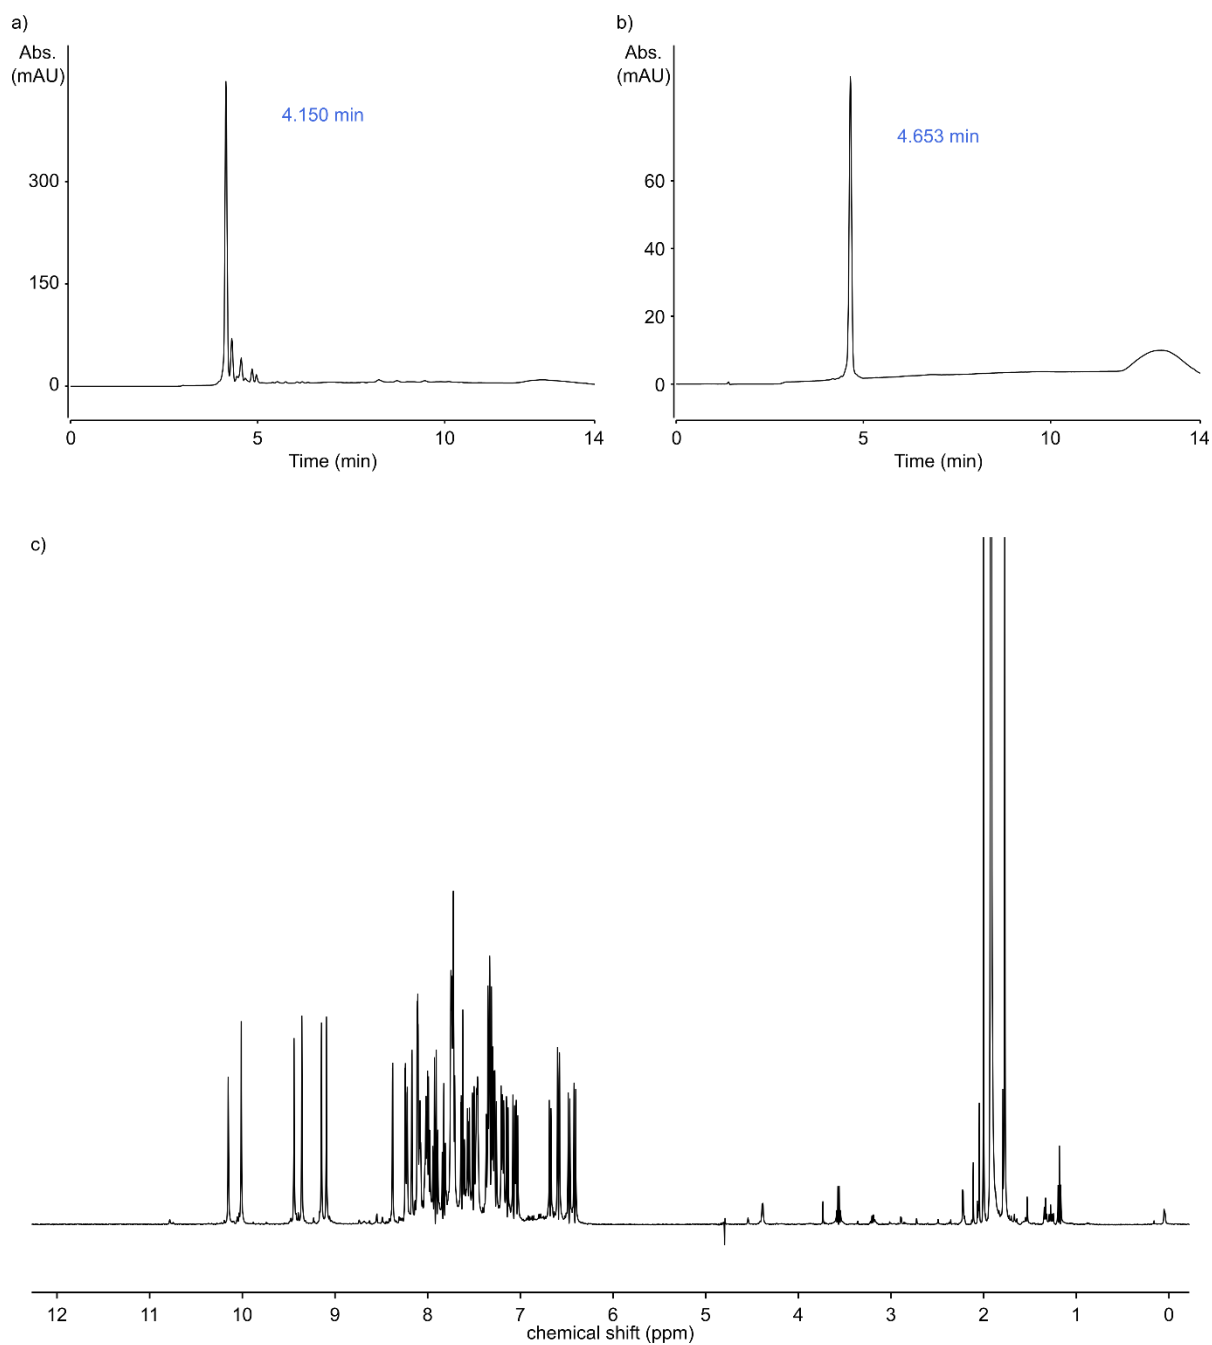 a)
Abs.
(mAU)
4.150 min
300
150
0
0 5 10 14
Time (min)
b)
Abs.
(mAU)
4.653 min
60
40
20
0
0 5 10 14
Time (min)
c)
12 11 10 9 8 7 6 5 4 3 2 1 0
chemical shift (ppm)